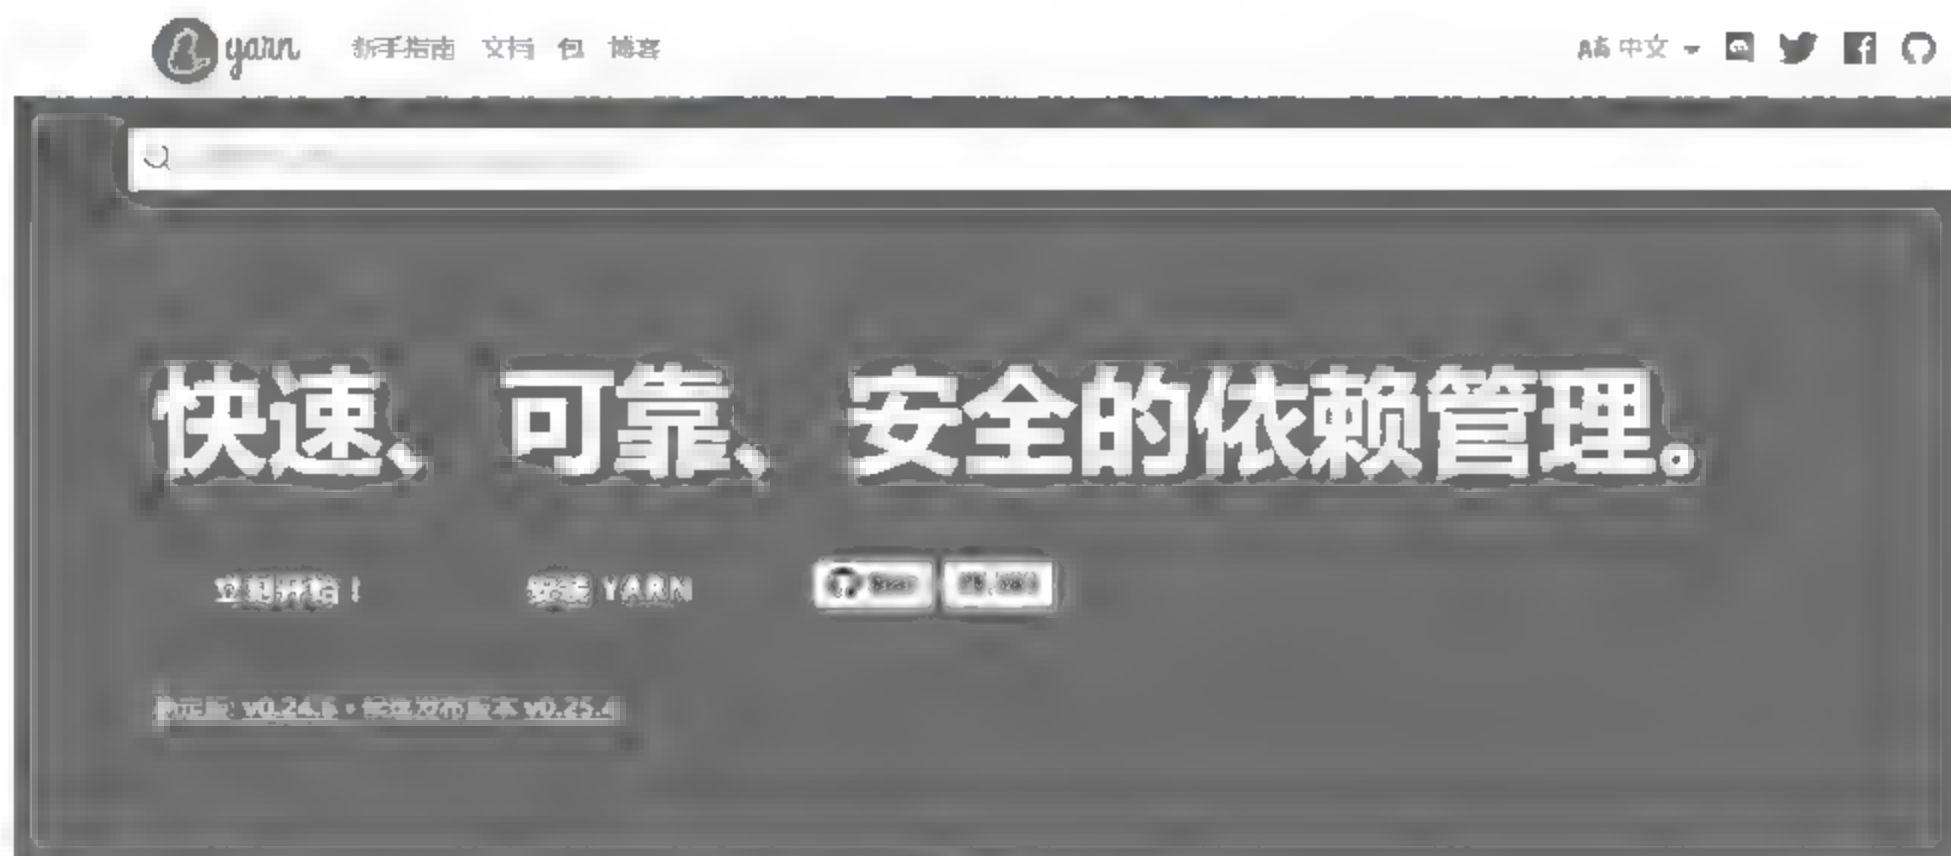 yarn 新手指南 文档 包 博客 中文
快速、可靠、安全的依赖管理。
立即开始！ 安装 YARN
稳定版: v0.24.6 • 候选发布版本 v0.25.4